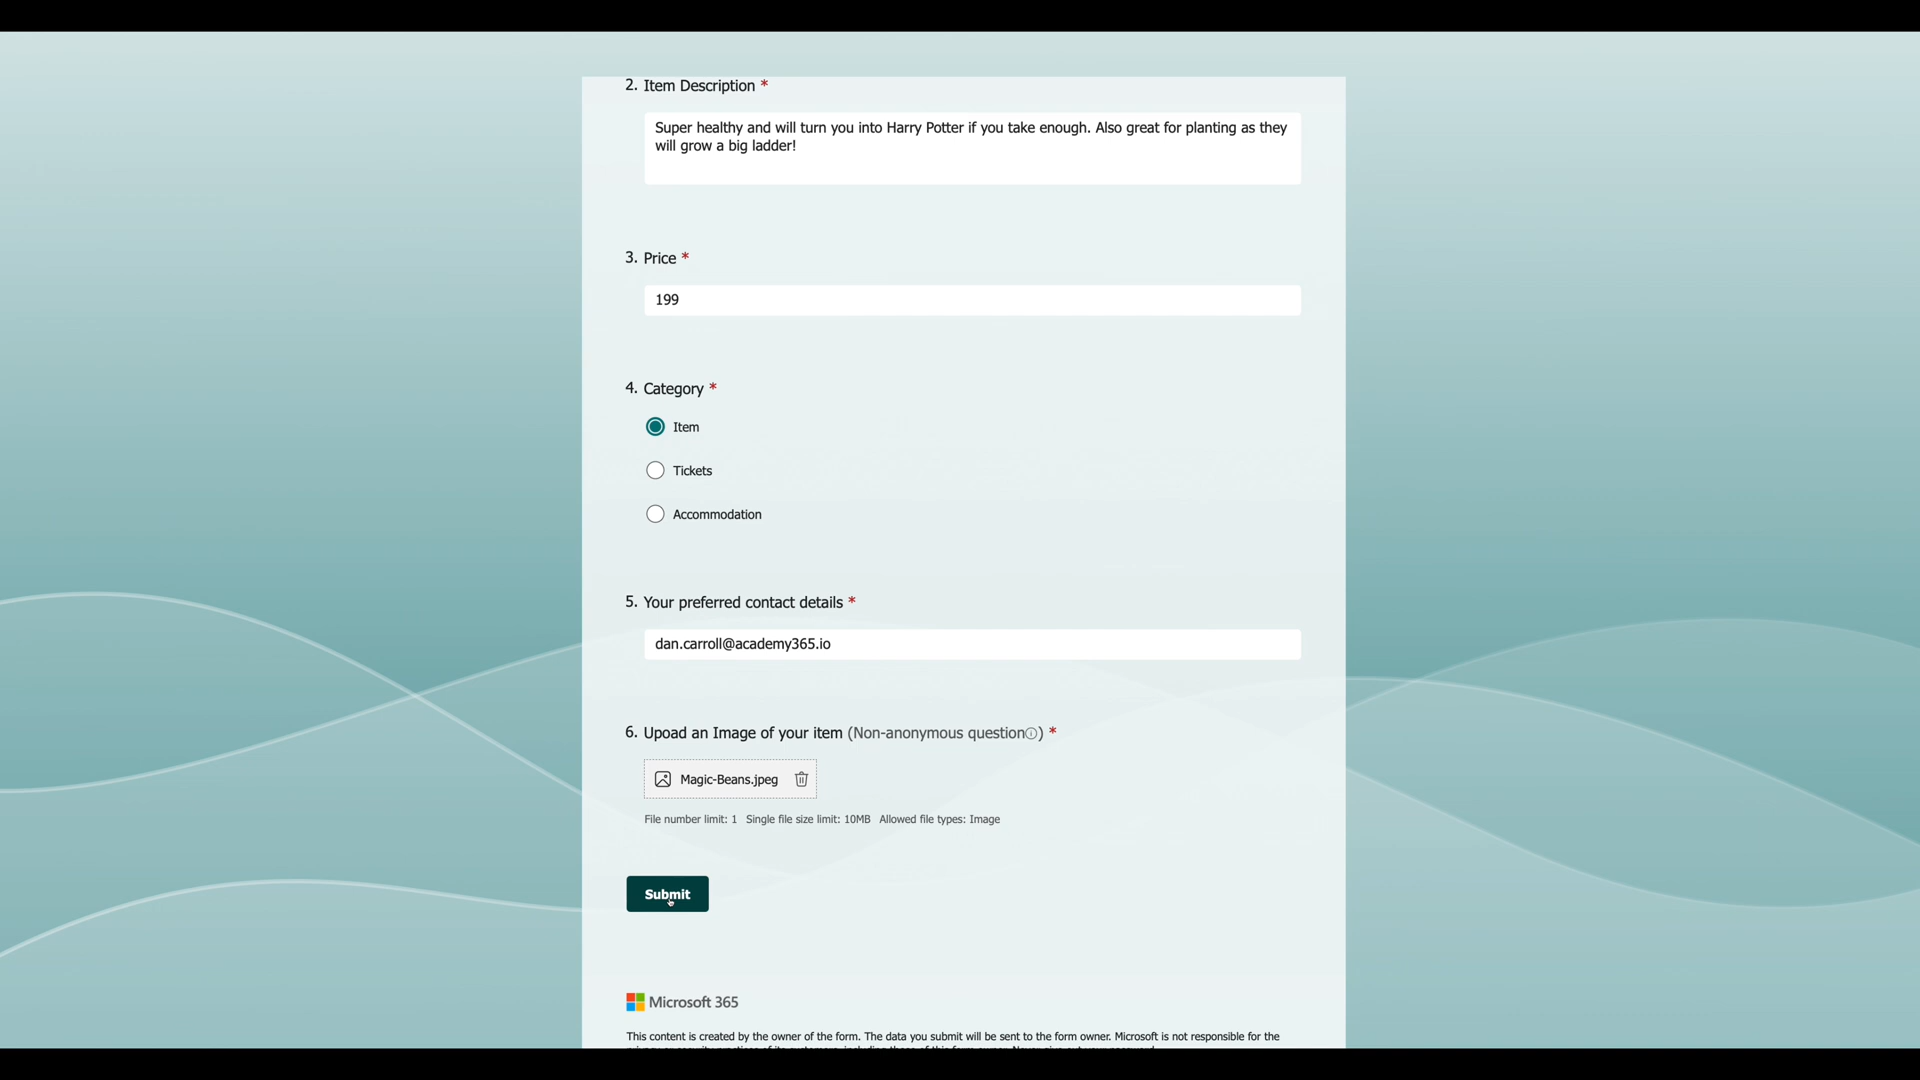 2. Item Description *
Super healthy and will turn you into Harry Potter if you take enough. Also great for planting as they
will grow a big ladder!
3. Price *
199
4. Category *
Item
Tickets
Accommodation
5. Your preferred contact details *
dan.carroll@academy365.io
6. Upoad an Image of your item (Non-anonymous question) *
Magic-Beans.jpeg
File number limit: 1 Single file size limit: 10MB Allowed file types: Image
Submit
Microsoft 365
This content is created by the owner of the form. The data you submit will be sent to the form owner. Microsoft is not responsible for the